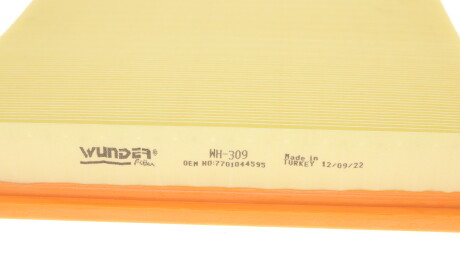 WUNDER®
Filter
WH-309
OEM NO:7701044595
Made in
TURKEY 12/09/22